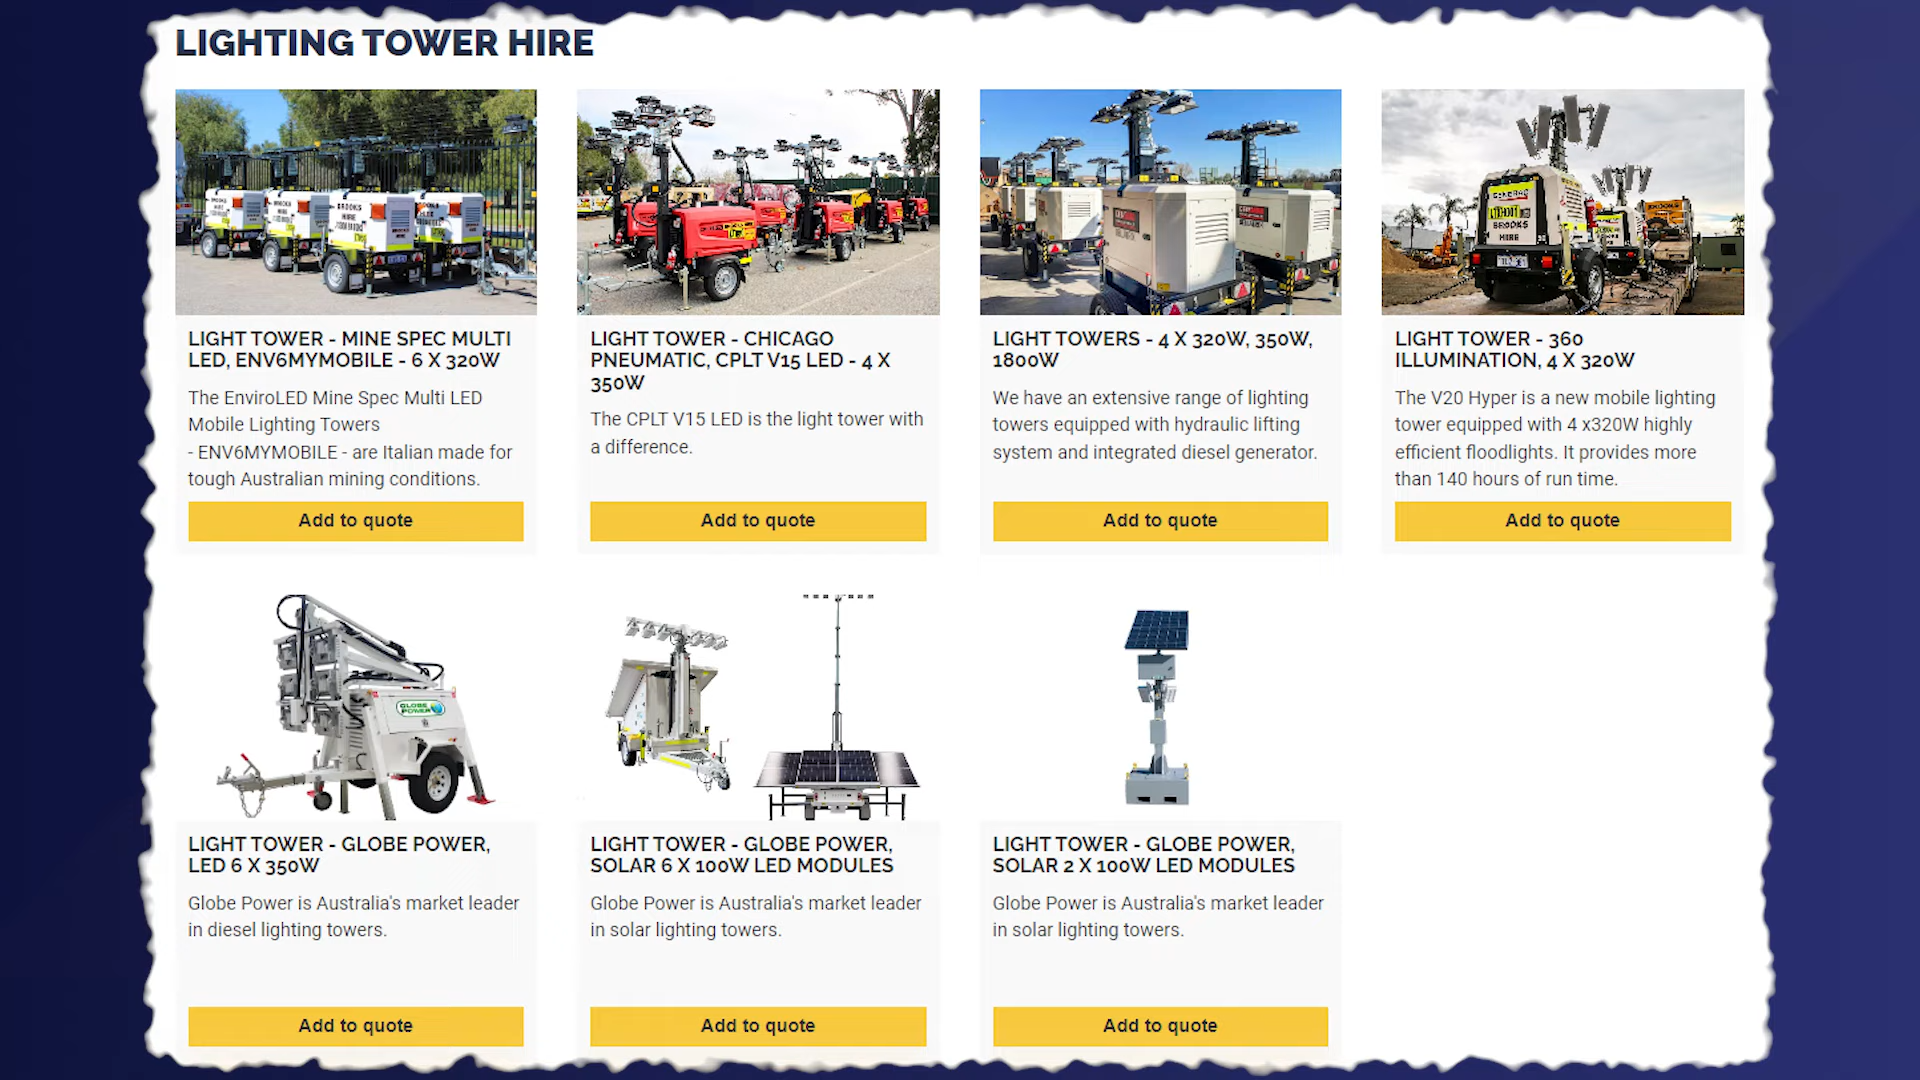 LIGHTING TOWER HIRE
LIGHT TOWER - MINE SPEC MULTI
LED, ENV6MYMOBILE - 6 X 320W
The EnviroLED Mine Spec Multi LED
Mobile Lighting Towers
- ENV6MYMOBILE - are Italian made for
tough Australian mining conditions.
Add to quote
LIGHT TOWER - CHICAGO
PNEUMATIC, CPLT V15 LED - 4 X
350W
The CPLT V15 LED is the light tower with
a difference.
Add to quote
LIGHT TOWERS - 4 X 320W, 350W,
1800W
We have an extensive range of lighting
towers equipped with hydraulic lifting
system and integrated diesel generator.
Add to quote
GENERAC
BROOKS
HIRE
LIGHT TOWER - 360
ILLUMINATION, 4 X 320W
The V20 Hyper is a new mobile lighting
tower equipped with 4 x320W highly
efficient floodlights. It provides more
than 140 hours of run time.
Add to quote
GLOBE
POWER
LIGHT TOWER - GLOBE POWER,
LED 6 X 350W
Globe Power is Australia's market leader
in diesel lighting towers.
Add to quote
LIGHT TOWER - GLOBE POWER,
SOLAR 6 X 100W LED MODULES
Globe Power is Australia's market leader
in solar lighting towers.
Add to quote
LIGHT TOWER - GLOBE POWER,
SOLAR 2 X 100W LED MODULES
Globe Power is Australia's market leader
in solar lighting towers.
Add to quote